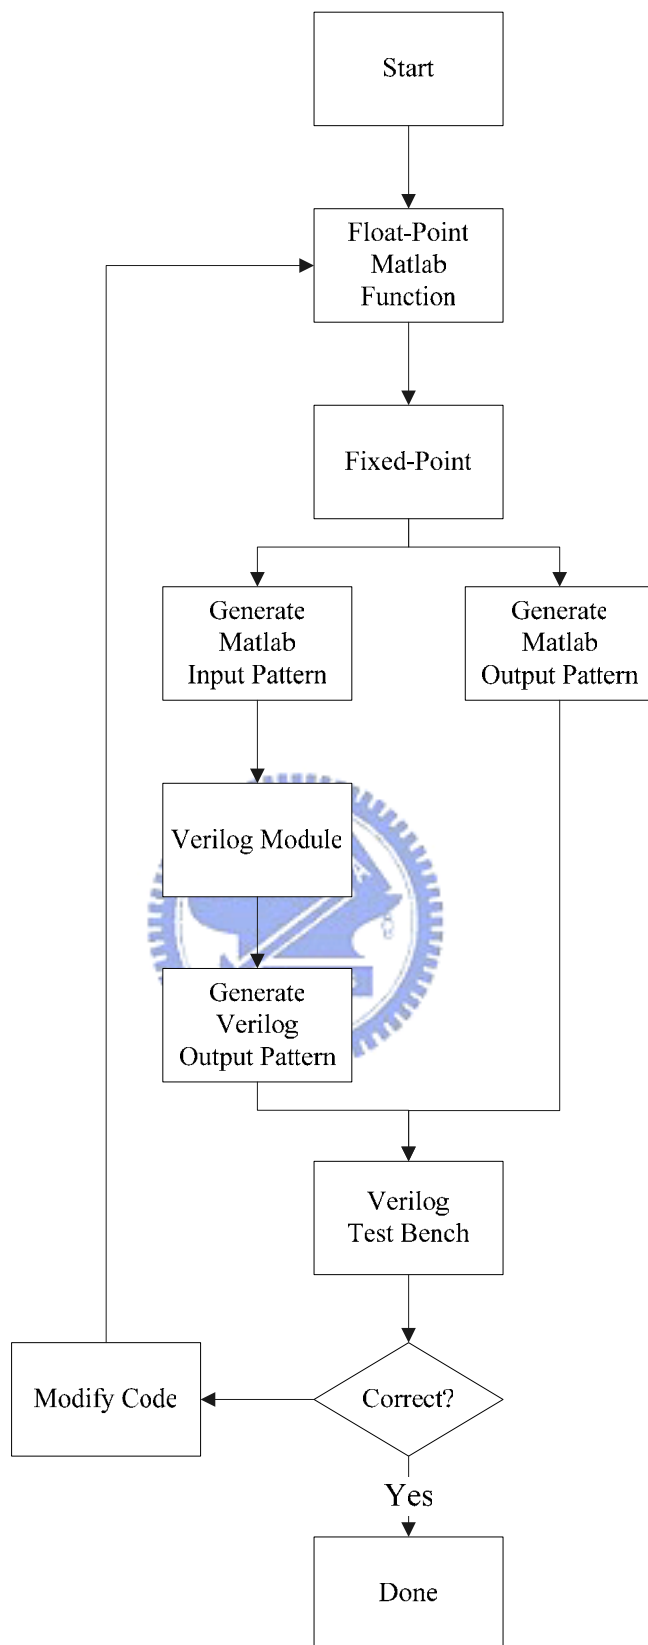 Start
Float-Point
Matlab
Function
Fixed-Point
Generate
Matlab
Input Pattern
Generate
Matlab
Output Pattern
Verilog Module
Generate
Verilog
Output Pattern
Verilog
Test Bench
Modify Code
Correct?
Yes
Done